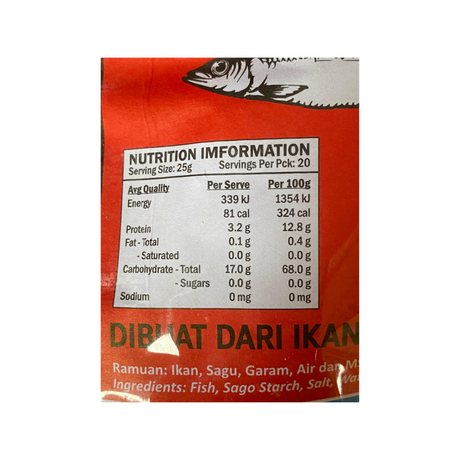 NUTRITION IMFORMATION
Serving Size: 25g Servings Per Pck: 20
Avg Quality Per Serve Per 100g
Energy 339 kJ 1354 kJ
81 cal 324 cal
Protein 3.2 g 12.8 g
Fat - Total 0.1 g 0.4 g
- Saturated 0.0 g 0.0 g
Carbohydrate - Total 17.0 g 68.0 g
- Sugars 0.0 g 0.0 g
Sodium 0 mg 0 mg
DIBUAT DARI IKAN
Ramuan: Ikan, Sagu, Garam, Air dan
Ingredients: Fish, Sago Starch, Salt,